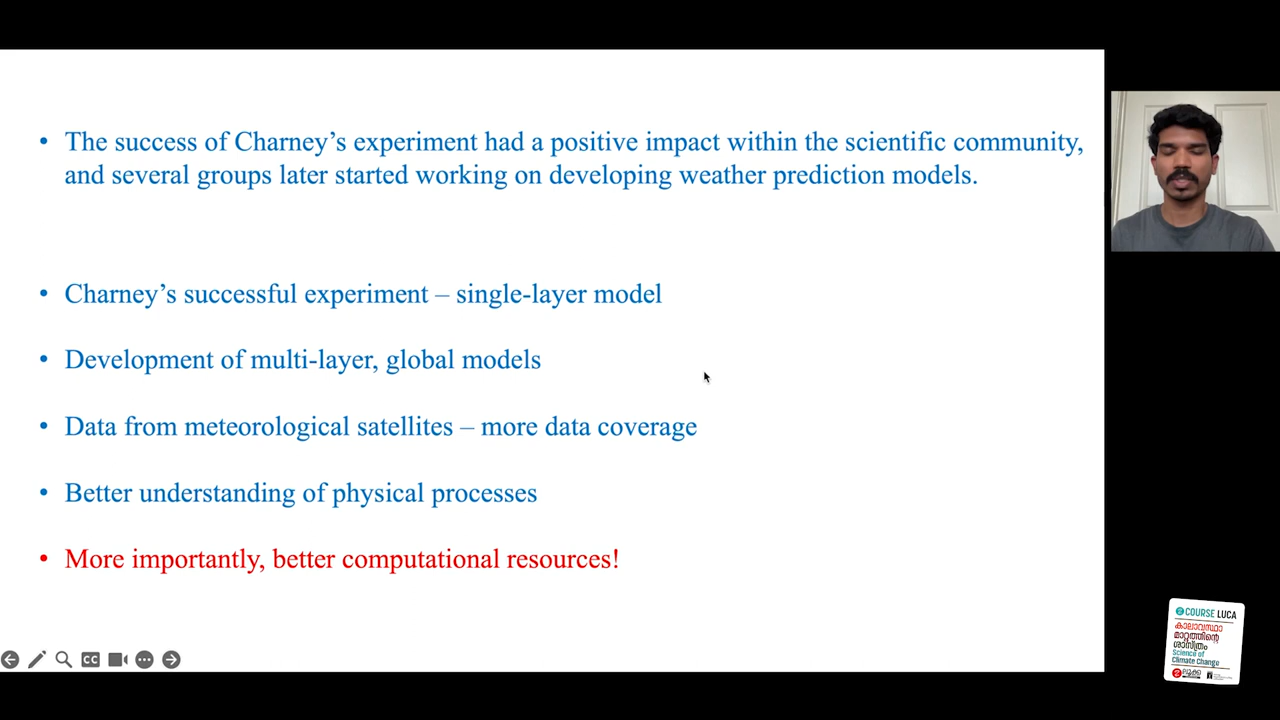 • The success of Charney’s experiment had a positive impact within the scientific community,
and several groups later started working on developing weather prediction models.
• Charney’s successful experiment – single-layer model
• Development of multi-layer, global models
• Data from meteorological satellites – more data coverage
• Better understanding of physical processes
• More importantly, better computational resources!
CC
COURSE LUCA
കാലാവസ്ഥാ
മാറ്റത്തിന്റെ
ശാസ്ത്രം
Science of
Climate Change
ലൂക്ക